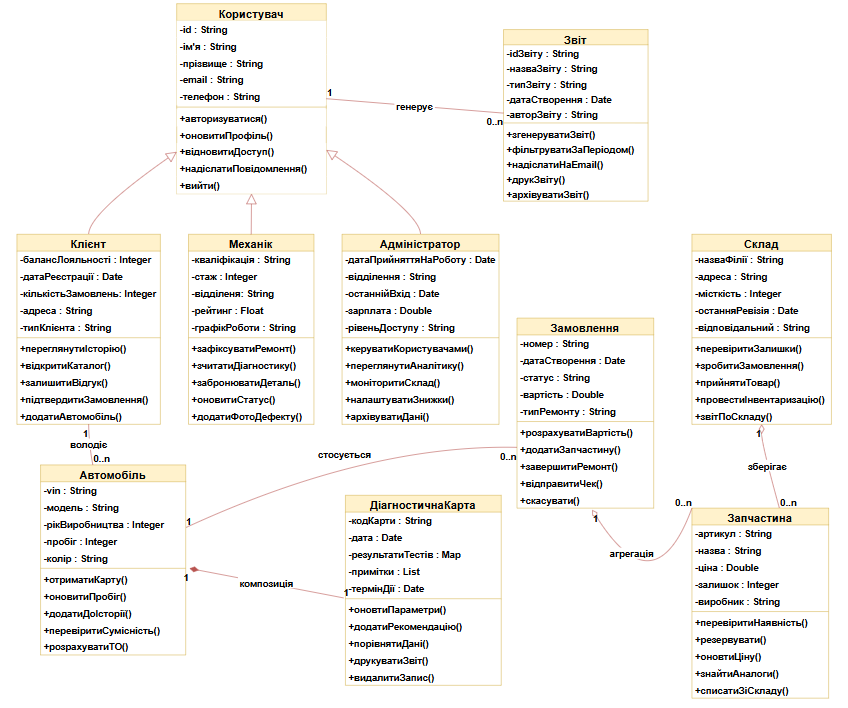 Користувач
-id : String
-ім'я : String
-прізвище : String
-email : String
-телефон : String
+авторизуватися()
+оновитиПрофіль()
+відновитиДоступ()
+надіслатиПовідомлення()
+вийти()
1
генерує
0..n
Звіт
-idЗвіту : String
-назваЗвіту : String
-типЗвіту : String
-датаСтворення : Date
-авторЗвіту : String
+згенеруватиЗвіт()
+фільтруватиЗаПеріодом()
+надіслатиНаEmail()
+друкЗвіту()
+архівуватиЗвіт()
Клієнт
-балансЛояльності : Integer
-датаРеєстрації : Date
-кількістьЗамовлень: Integer
-адреса : String
-типКлієнта : String
+переглянутиІсторію()
+відкритиКаталог()
+залишитиВідгук()
+підтвердитиЗамовлення()
+додатиАвтомобіль()
Механік
-кваліфікація : String
-стаж : Integer
-відділеня: String
-рейтинг : Float
-графікРоботи : String
+зафіксуватиРемонт()
+зчитатиДіагностику()
+забронюватиДеталь()
+оновитиСтатус()
+додатиФотоДефекту()
Адміністратор
-датаПрийняттяНаРоботу : Date
-відділення : String
-останнійВхід : Date
-зарплата : Double
-рівеньДоступу : String
+керуватиКористувачами()
+переглянутиАналітику()
+моніторитиСклад()
+налаштуватиЗнижки()
+архівуватиДані()
Замовлення
-номер : String
-датаСтворення : Date
-статус : String
-вартість : Double
-типРемонту : String
+розрахуватиВартість()
+додатиЗапчастину()
+завершитиРемонт()
+відправитиЧек()
+скасувати()
Склад
-назваФілії : String
-адреса : String
-місткість : Integer
-остання​Ревізія : Date
-відповідальний : String
+перевіритиЗалишки()
+зробитиЗамовлення()
+прийнятиТовар()
+провестиІнвентаризацію()
+звітПоСкладу()
1
володіє
0..n
стосується
0..n
1
1
зберігає
0..n
Автомобіль
-vin : String
-модель : String
-рікВиробництва : Integer
-пробіг : Integer
-колір : String
+отриматиКарту()
+оновитиПробіг()
+додатиДоІсторії()
+перевіритиСумісність()
+розрахуватиТО()
1
композиція
1
ДіагностичнаКарта
-кодКарти : String
-дата : Date
-результатиТестів : Map
-примітки : List
-термінДії : Date
+оновтиПараметри()
+додатиРекомендацію()
+порівнятиДані()
+друкуватиЗвіт()
+видалитиЗапис()
1
агрегація
0..n
Запчастина
-артикул : String
-назва : String
-ціна : Double
-залишок : Integer
-виробник : String
+перевіритиНаявність()
+резервувати()
+оновтиЦіну()
+знайтиАналоги()
+списатиЗіСкладу()